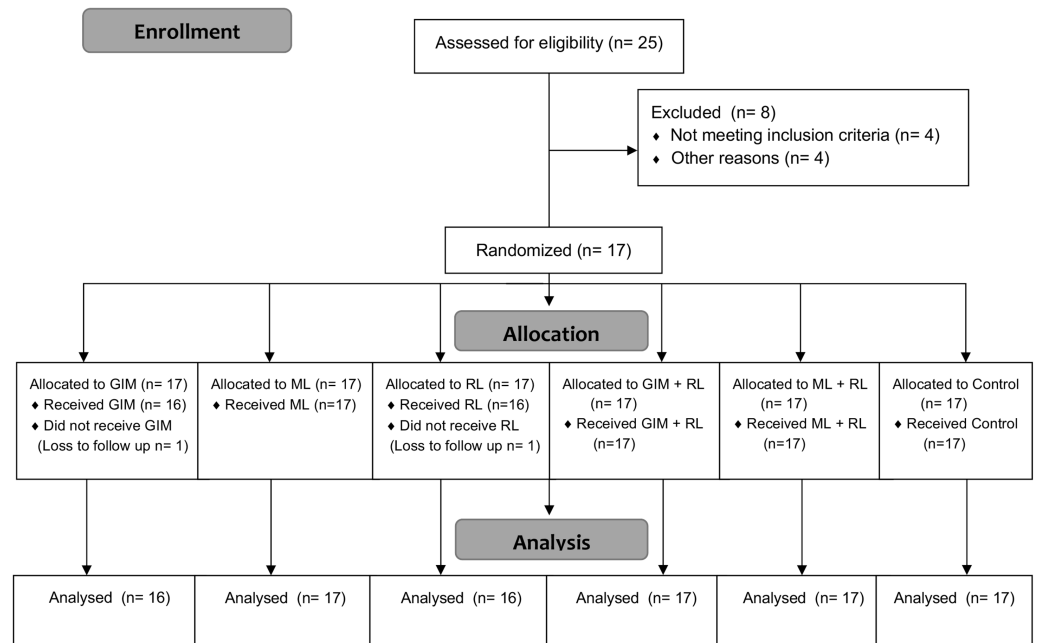 Enrollment
Assessed for eligibility (n= 25)
Excluded (n= 8)
♦ Not meeting inclusion criteria (n= 4)
♦ Other reasons (n= 4)
Randomized (n= 17)
Allocation
Allocated to GIM (n= 17)
♦ Received GIM (n= 16)
♦ Did not receive GIM
(Loss to follow up n= 1)
Allocated to ML (n= 17)
♦ Received ML (n=17)
Allocated to RL (n= 17)
♦ Received RL (n=16)
♦ Did not receive RL
(Loss to follow up n= 1)
Allocated to GIM + RL
(n= 17)
♦ Received GIM + RL
(n=17)
Allocated to ML + RL
(n= 17)
♦ Received ML + RL
(n=17)
Allocated to Control
(n= 17)
♦ Received Control
(n=17)
Analysis
Analysed (n= 16)
Analysed (n= 17)
Analysed (n= 16)
Analysed (n= 17)
Analysed (n= 17)
Analysed (n= 17)